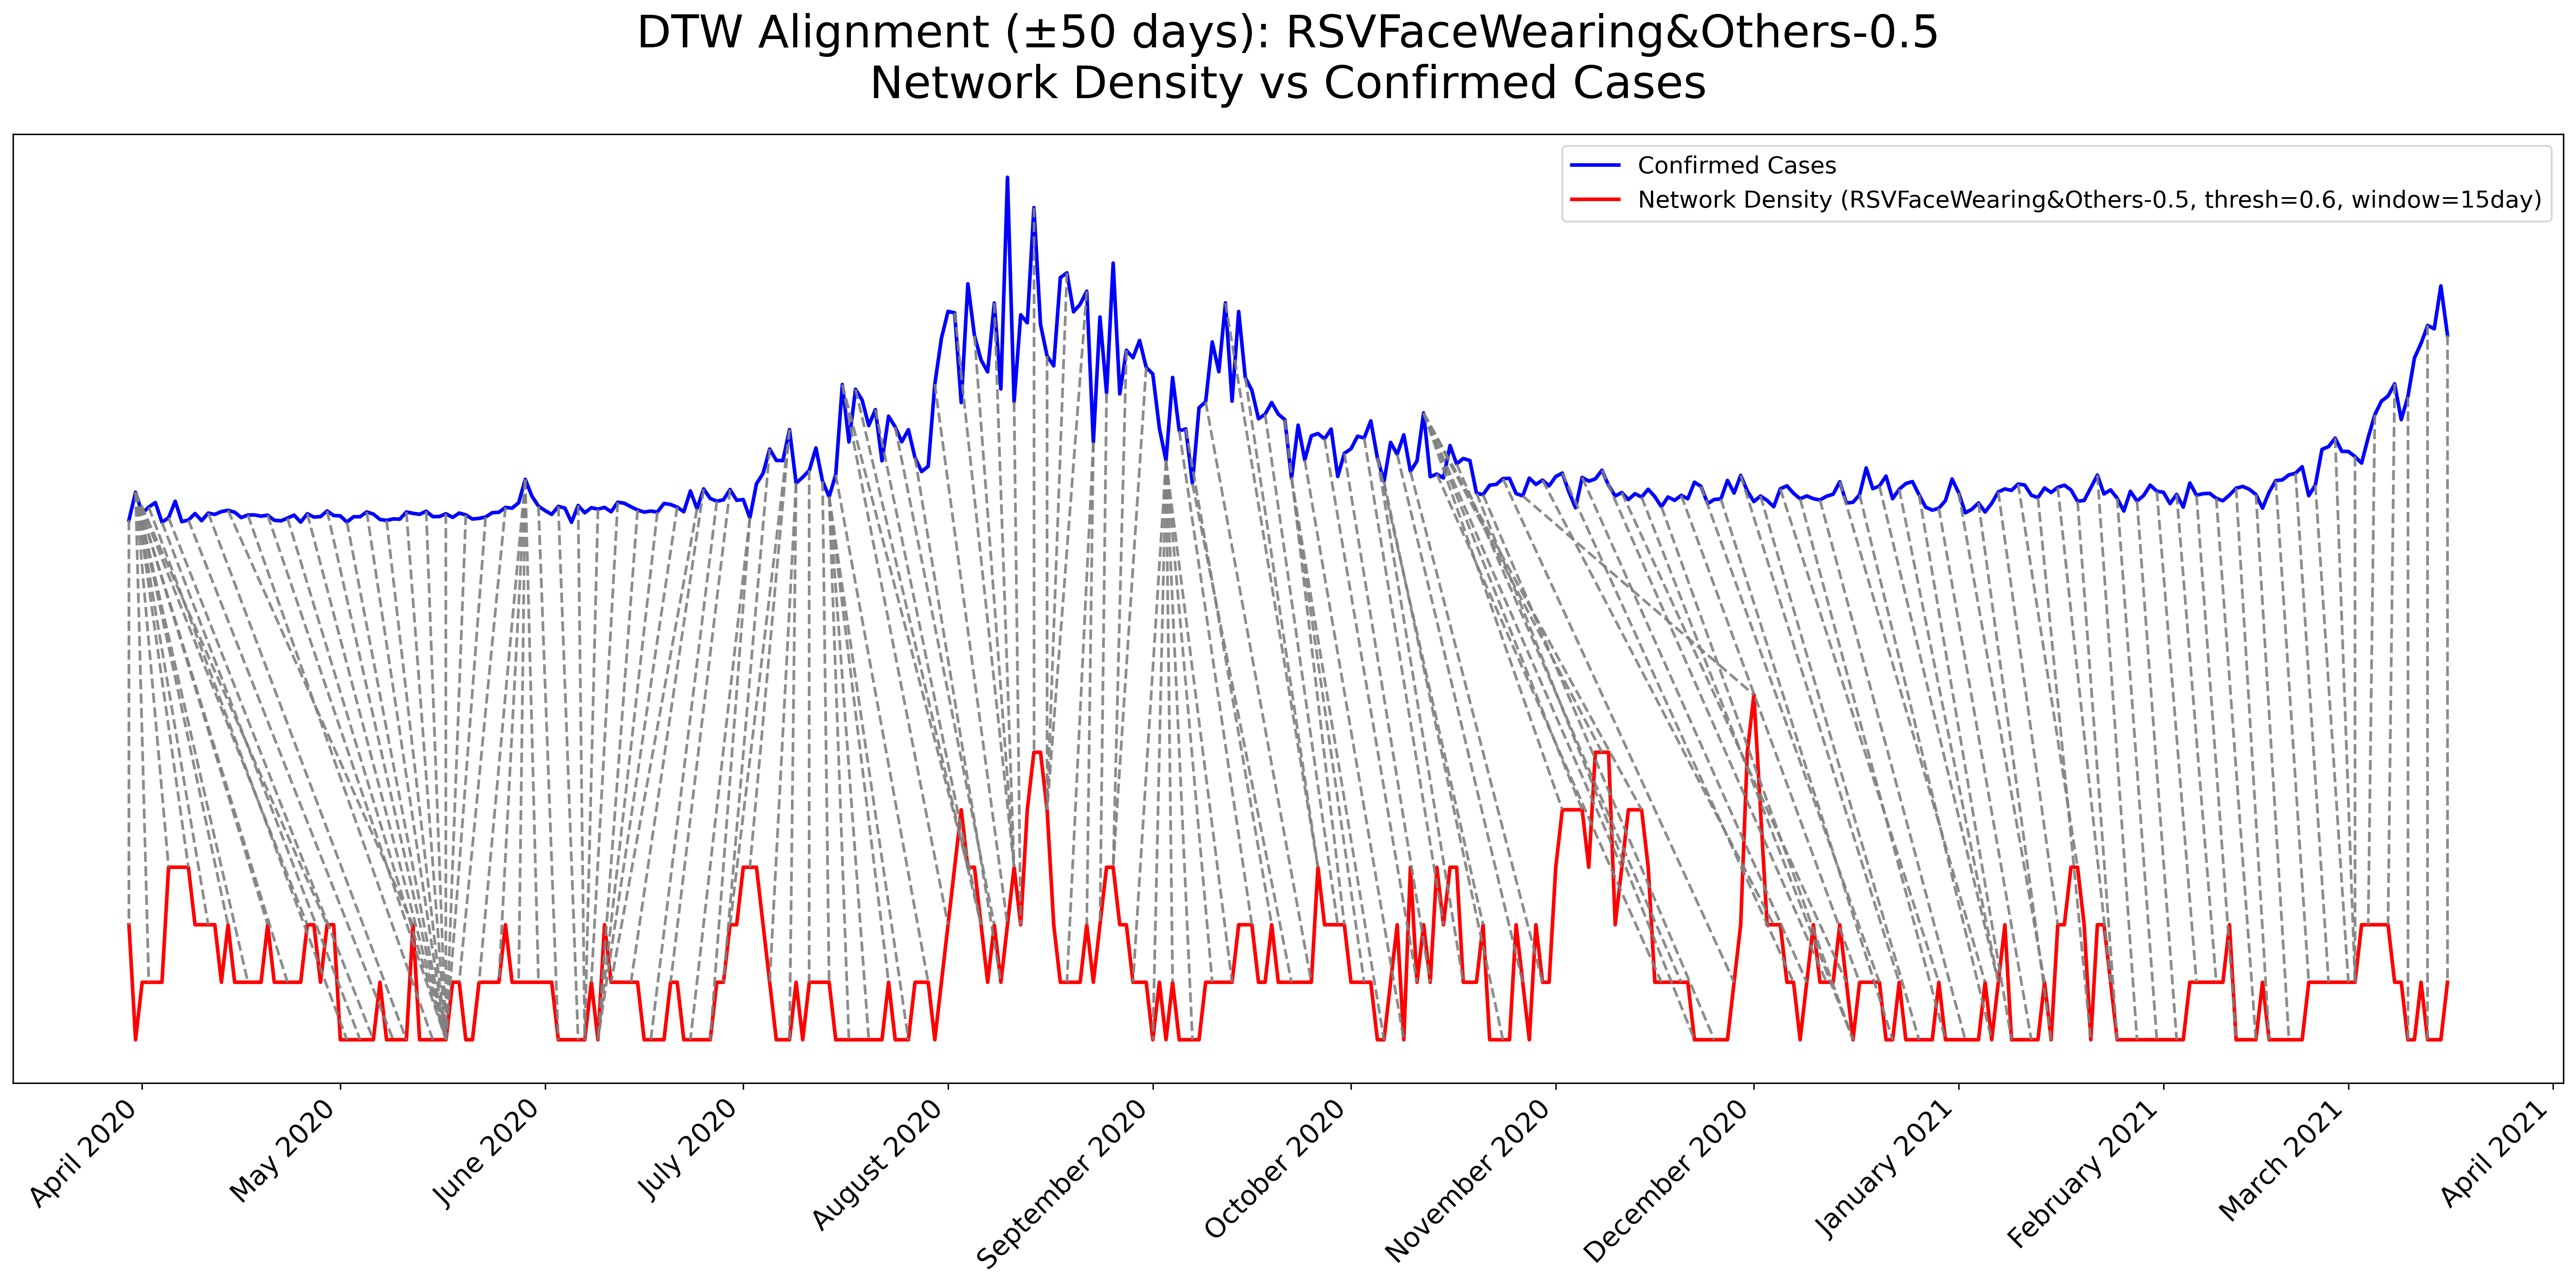 DTW Alignment (±50 days): RSVFaceWearing&Others-0.5
Network Density vs Confirmed Cases
Confirmed Cases
Network Density (RSVFaceWearing&Others-0.5, thresh=0.6, window=15day)
April 2020
May 2020
June 2020
July 2020
August 2020
September 2020
October 2020
November 2020
December 2020
January 2021
February 2021
March 2021
April 2021